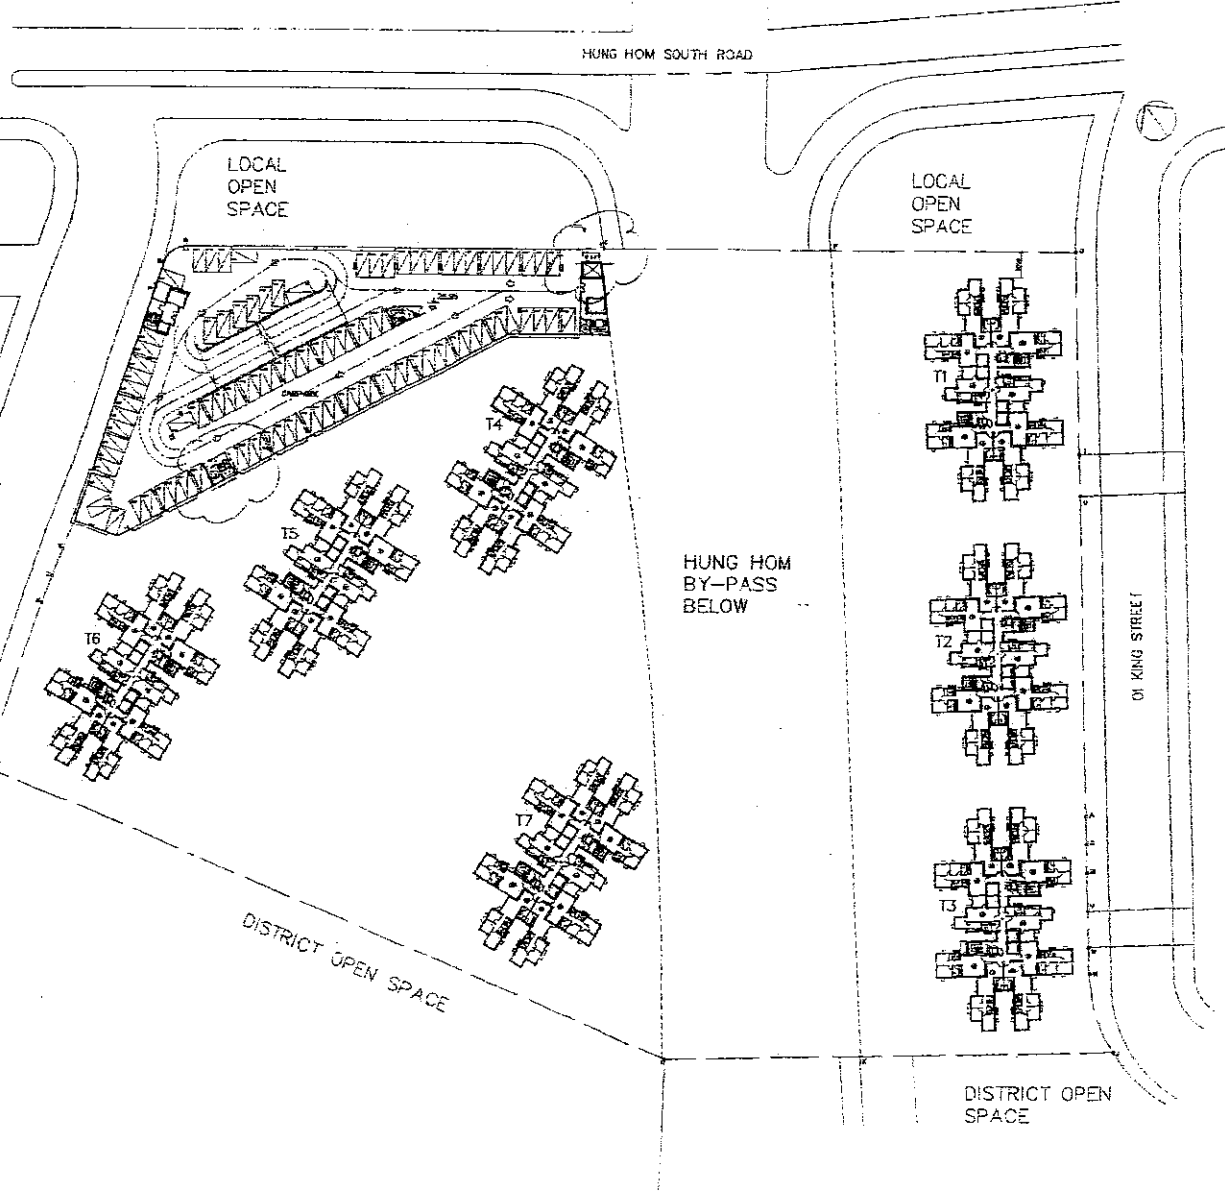 HUNG HOM SOUTH ROAD
LOCAL
OPEN
SPACE
LOCAL
OPEN
SPACE
T1
T4
T5
HUNG HOM
BY-PASS
BELOW
T2
T6
DI KING STREET
T7
T3
DISTRICT OPEN SPACE
DISTRICT OPEN
SPACE